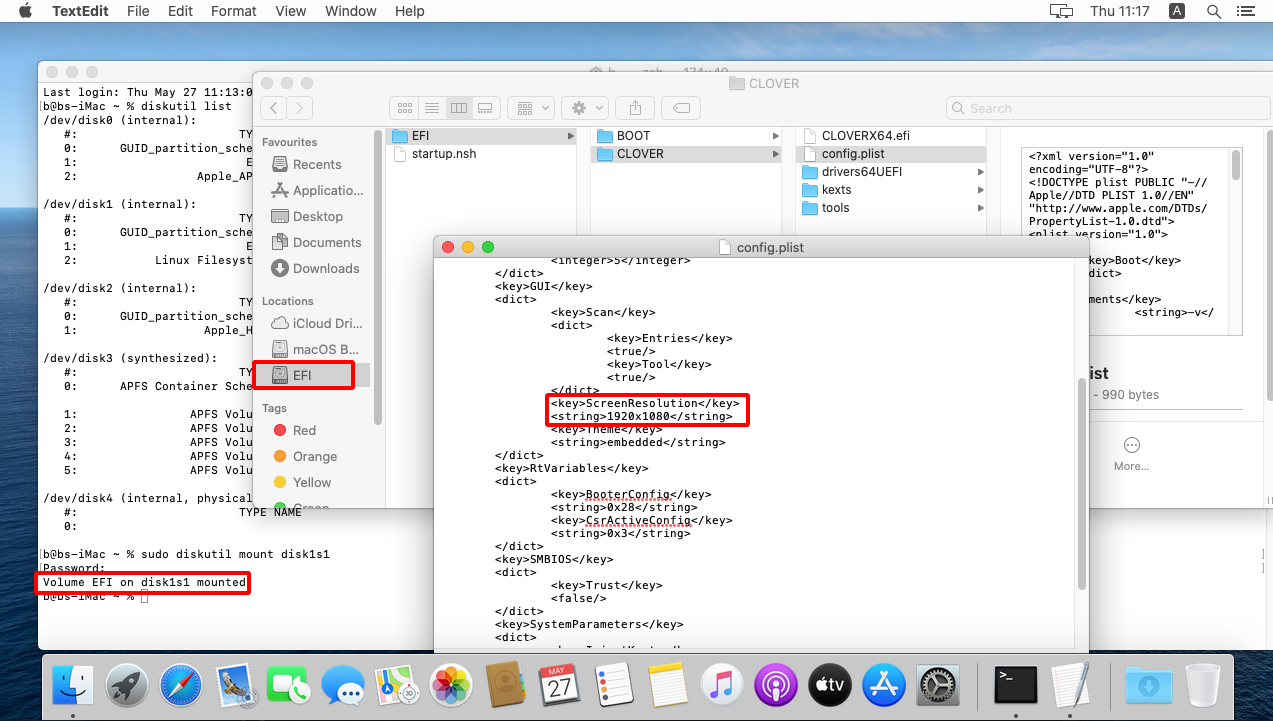 TextEdit File Edit Format View Window Help Thu 11:17 A
Last login: Thu May 27 11:13:0
[b@bs-iMac ~ % diskutil list
/dev/disk0 (internal):
#: TY
0: GUID_partition_sche
1: E
2: Apple_AP
/dev/disk1 (internal):
#: TY
0: GUID_partition_sche
1: E
2: Linux Filesyst
/dev/disk2 (internal):
#: TY
0: GUID_partition_sche
1: Apple_H
/dev/disk3 (synthesized):
#: TY
0: APFS Container Sche
1: APFS Volu
2: APFS Volu
3: APFS Volu
4: APFS Volu
5: APFS Volu
/dev/disk4 (internal, physical
#: TYPE NAME
0:
[b@bs-iMac ~ % sudo diskutil mount disk1s1 ]
[Password: ]
Volume EFI on disk1s1 mounted
b@bs-iMac ~ %
CLOVER
Search
Favourites
Recents
Applicatio...
Desktop
Documents
Downloads
Locations
iCloud Dri...
macOS B...
EFI
Tags
Red
Orange
Yellow
Green
EFI
startup.nsh
BOOT
CLOVER
CLOVERX64.efi
config.plist
drivers64UEFI
kexts
tools
<?xml version="1.0"
encoding="UTF-8"?>
<!DOCTYPE plist PUBLIC "-//
Apple//DTD PLIST 1.0//EN"
"http://www.apple.com/DTDs/
PropertyList-1.0.dtd">
<plist version="1.0">
key>Boot</key>
dict>
ments</key>
<string>-v</
ist
- 990 bytes
More...
config.plist
<integer>5</integer>
</dict>
<key>GUI</key>
<dict>
<key>Scan</key>
<dict>
<key>Entries</key>
<true/>
<key>Tool</key>
<true/>
</dict>
<key>ScreenResolution</key>
<string>1920x1080</string>
<key>Theme</key>
<string>embedded</string>
</dict>
<key>RtVariables</key>
<dict>
<key>BooterConfig</key>
<string>0x28</string>
<key>CsrActiveConfig</key>
<string>0x3</string>
</dict>
<key>SMBIOS</key>
<dict>
<key>Trust</key>
<false/>
</dict>
<key>SystemParameters</key>
<dict>
MAY
27
3D
tv
>_